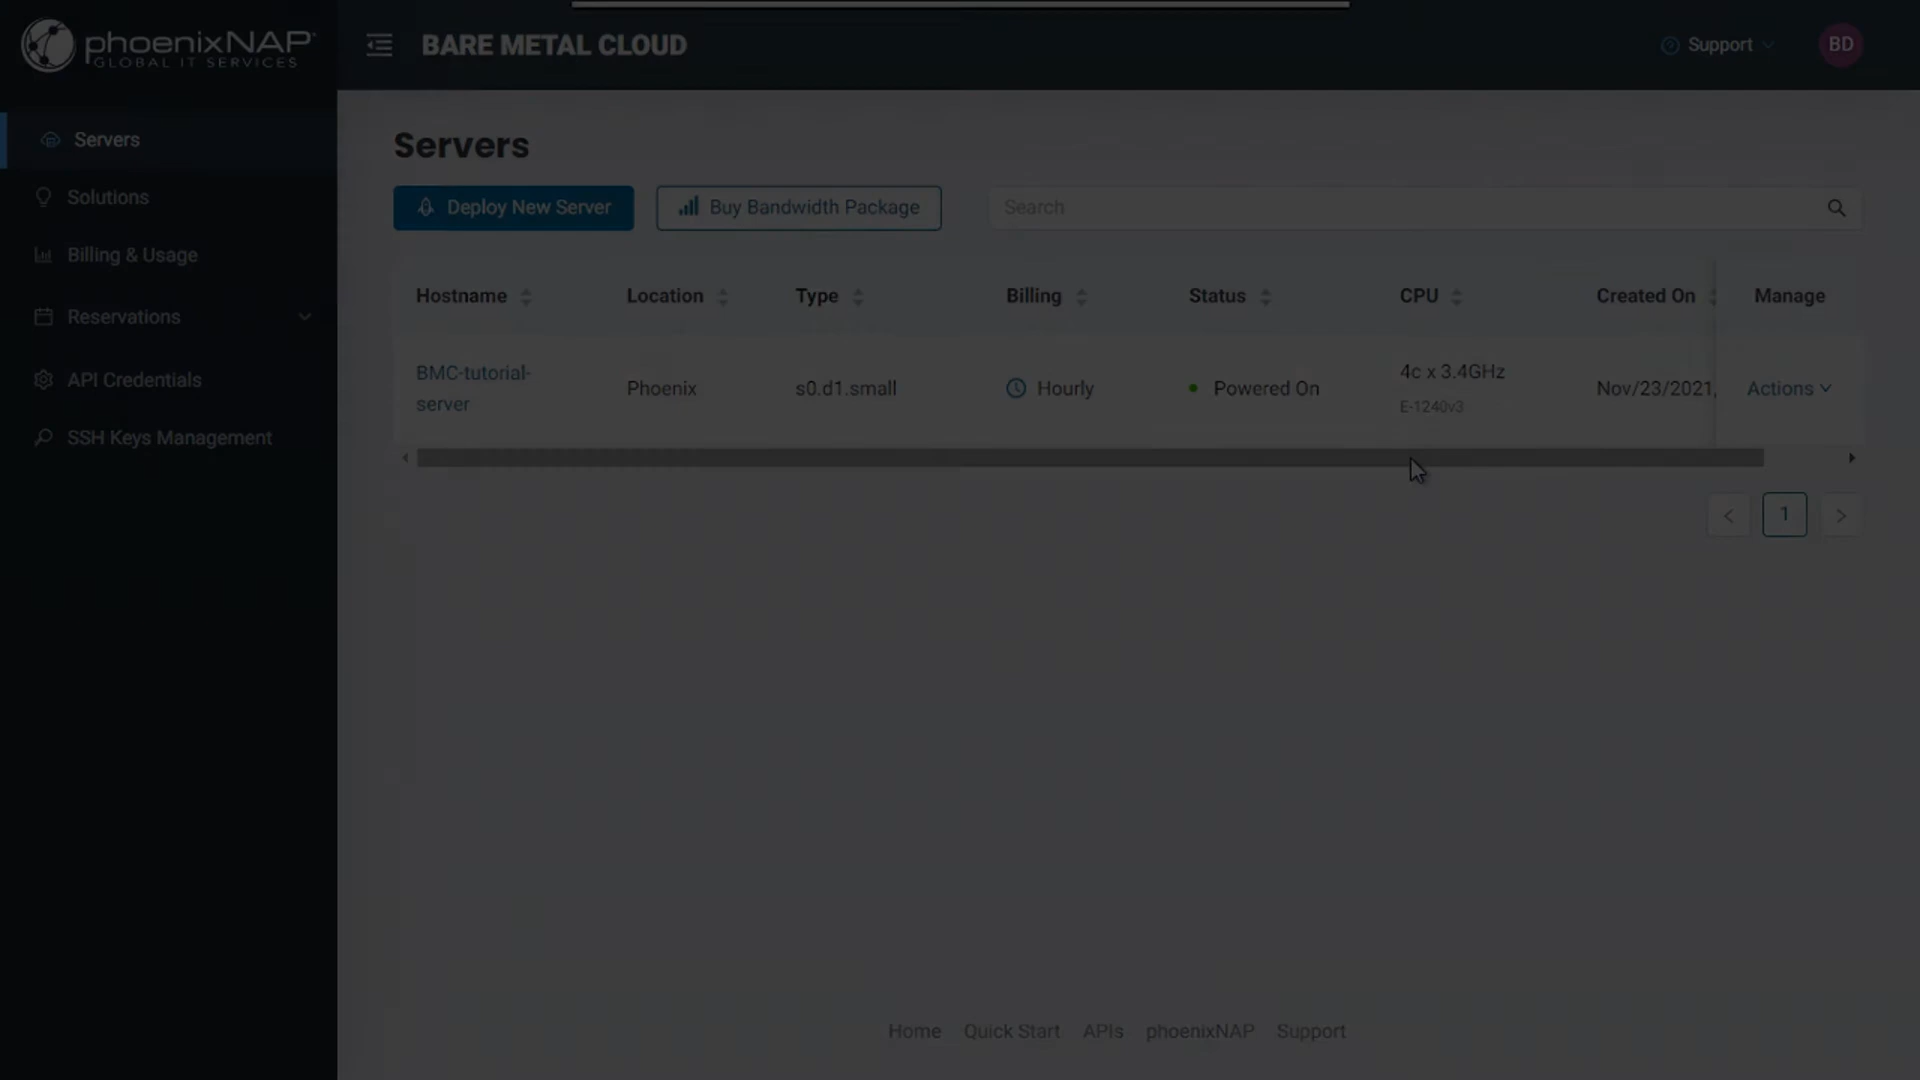 phoenixNAP
GLOBAL IT SERVICES
BARE METAL CLOUD
Support
BD
Servers
Solutions
Billing & Usage
Reservations
API Credentials
SSH Keys Management
Servers
Deploy New Server
Buy Bandwidth Package
Search
Hostname Location Type Billing Status CPU Created On Manage
BMC-tutorial-
server
Phoenix
s0.d1.small
Hourly
Powered On
4c x 3.4GHz
E-1240v3
Nov/23/2021,
Actions
< 1 >
Home Quick Start APIs phoenixNAP Support